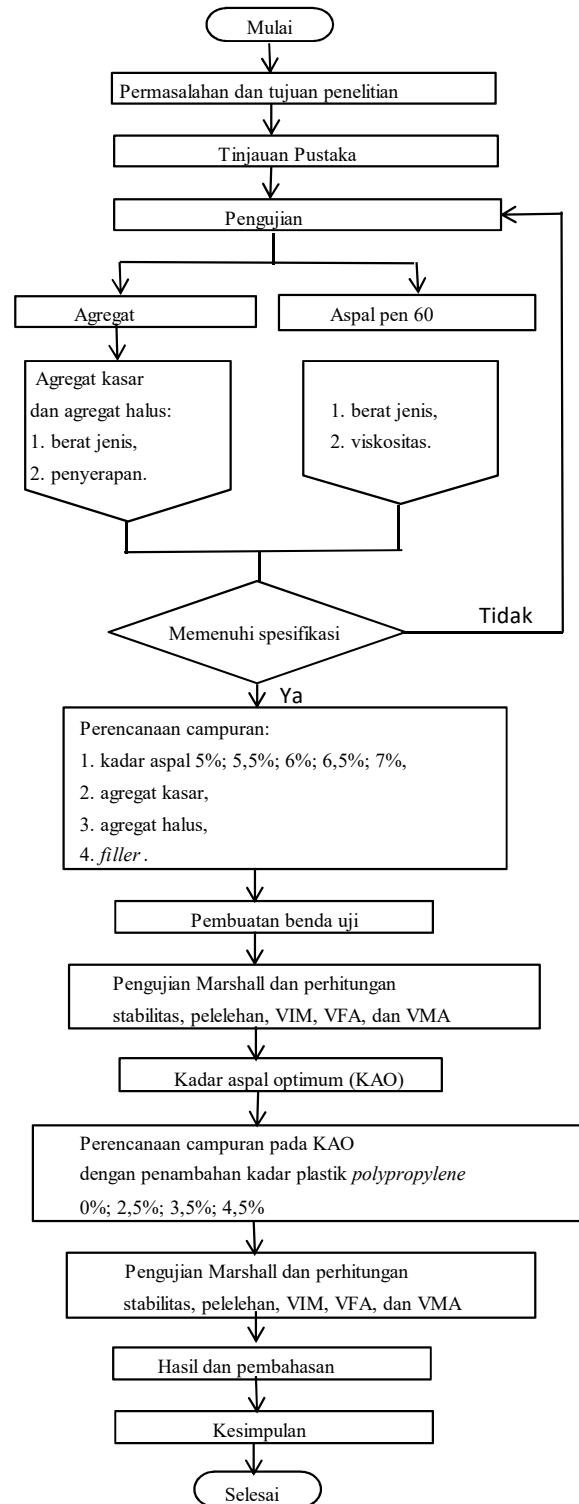 Mulai
Permasalahan dan tujuan penelitian
Tinjauan Pustaka
Pengujian
Agregat
Aspal pen 60
Agregat kasar
dan agregat halus:
1. berat jenis,
2. penyerapan.
1. berat jenis,
2. viskositas.
Memenuhi spesifikasi
Tidak
Ya
Perencanaan campuran:
1. kadar aspal 5%; 5,5%; 6%; 6,5%; 7%,
2. agregat kasar,
3. agregat halus,
4. filler .
Pembuatan benda uji
Pengujian Marshall dan perhitungan
stabilitas, pelelehan, VIM, VFA, dan VMA
Kadar aspal optimum (KAO)
Perencanaan campuran pada KAO
dengan penambahan kadar plastik polypropylene
0%; 2,5%; 3,5%; 4,5%
Pengujian Marshall dan perhitungan
stabilitas, pelelehan, VIM, VFA, dan VMA
Hasil dan pembahasan
Kesimpulan
Selesai